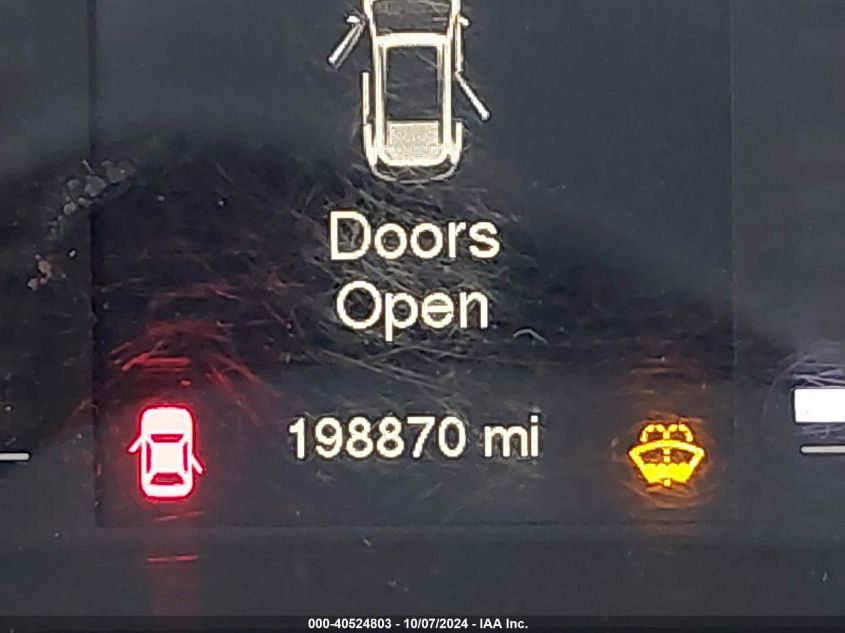 Doors
Open
198870 mi
000-40524803 - 10/07/2024 - IAA Inc.